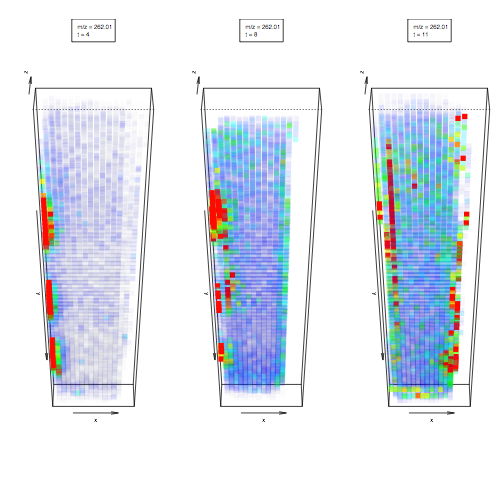 m/z = 262.01
t = 4
m/z = 262.01
t = 8
m/z = 262.01
t = 11
z
z
z
y
y
y
x
x
x